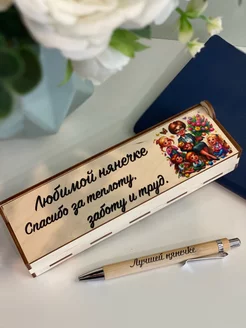 Любимой нянечке
Спасибо за теплоту,
заботу и труд.
Лучшей нянечке